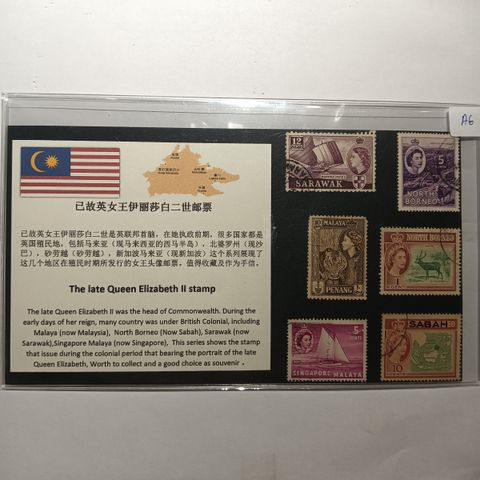 A6
已故英女王伊丽莎白二世邮票
已故英女王伊丽莎白二世是英联邦首脑，在她执政前期，很多国家都是
英国殖民地，包括马来亚（现马来西亚的西马半岛），北婆罗州（现沙
巴），砂劳越（砂劳越），新加坡马来亚（现新加坡）这个系列展现了
这几个地区在殖民时期所发行的女王头像邮票，值得收藏及作为手信。
The late Queen Elizabeth II stamp
The late Queen Elizabeth II was the head of Commonwealth. During the
early days of her reign, many country was under British Colonial, including
Malaya (now Malaysia), North Borneo (Now Sabah), Sarawak (now
Sarawak),Singapore Malaya (now Singapore), This series shows the stamp
that issue during the colonial period that bearing the portrait of the late
Queen Elizabeth, Worth to collect and a good choice as souvenir .
12
CENTS
SARAWAK
5
NORTH
BORNEO
MALAYA
PENANG
NORTH BORNEO
5
CENTS
SINGAPORE MALAYA
SABAH
10